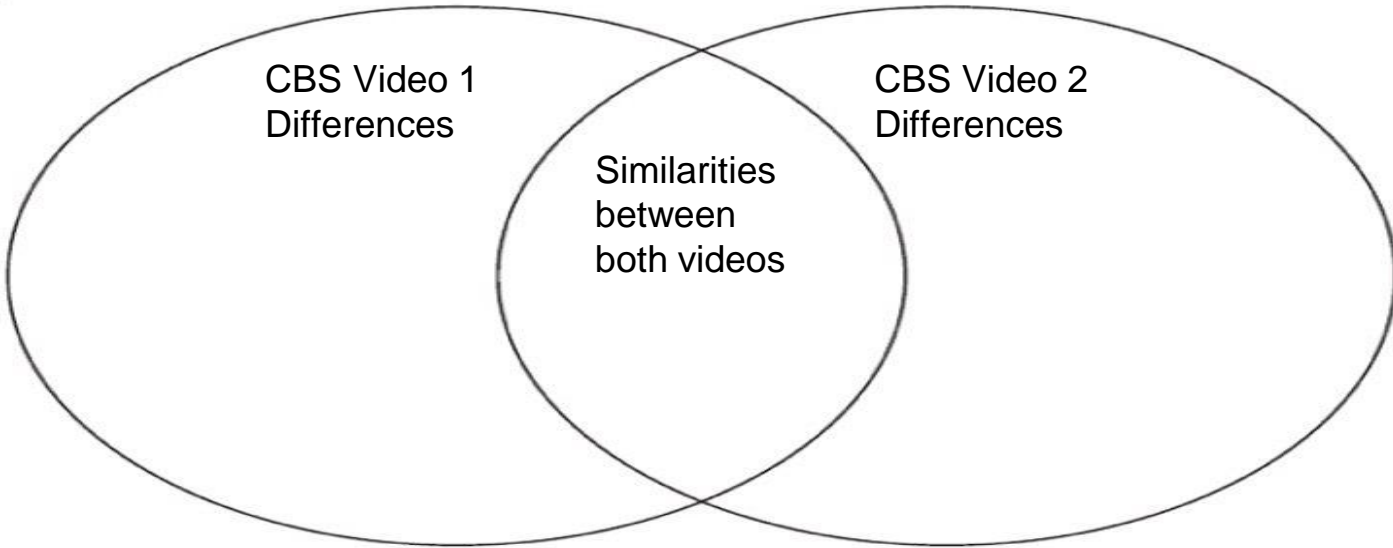 CBS Video 1
Differences
CBS Video 2
Differences
Similarities
between
both videos